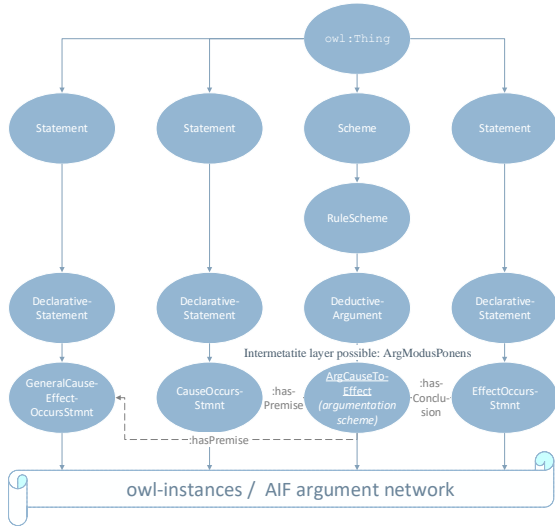 owl:Thing
Statement
Statement
Scheme
Statement
RuleScheme
Declarative-
Statement
Declarative-
Statement
Deductive-
Argument
Declarative-
Statement
Intermetatite layer possible: ArgModusPonens
GeneralCause-
Effect-
OccursStmnt
CauseOccurs-
Stmnt
:has-
Premise
ArgCauseTo-
Effect
(argumentation
scheme)
:has-
Conclu-
sion
EffectOccurs-
Stmnt
:hasPremise
owl-instances / AIF argument network